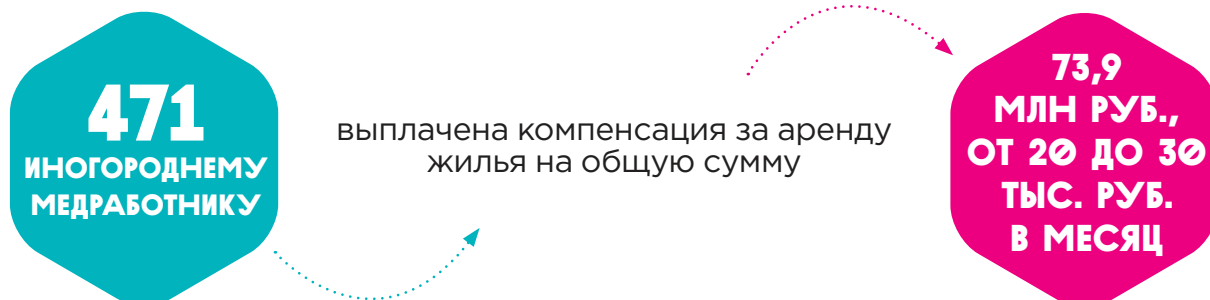 471
ИНОГОРОДНЕМУ
МЕДРАБОТНИКУ
выплачена компенсация за аренду
жилья на общую сумму
73,9
МЛН РУБ.,
ОТ 20 ДО 30
ТЫС. РУБ.
В МЕСЯЦ